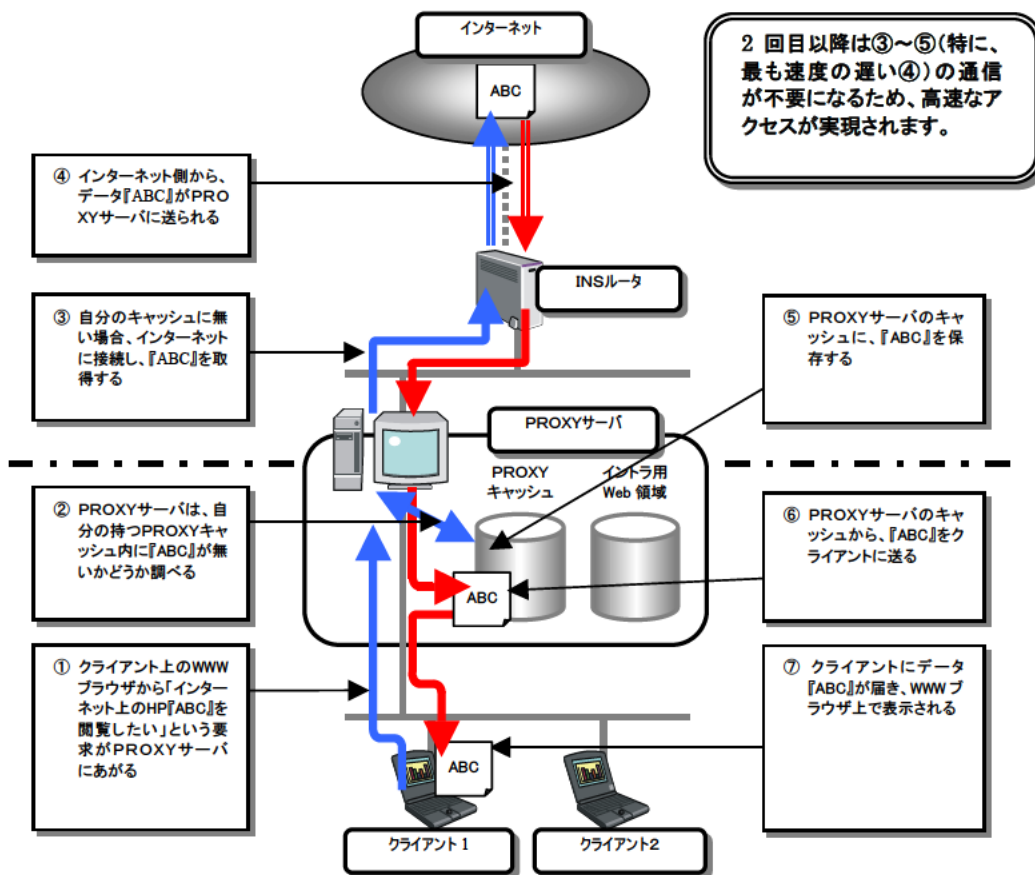 インターネット
ABC
2 回目以降は③～⑤(特に、
最も速度の遅い④)の通信
が不要になるため、高速なア
クセスが実現されます。
④ インターネット側から、
データ『ABC』がPRO
XYサーバに送られる
INSルータ
③ 自分のキャッシュに無
い場合、インターネット
に接続し、『ABC』を取
得する
⑤ PROXYサーバのキャ
ッシュに、『ABC』を保
存する
PROXYサーバ
PROXY
キャッシュ
イントラ用
Web 領域
② PROXYサーバは、自
分の持つPROXYキャ
ッシュ内に『ABC』が無
いかどうか調べる
⑥ PROXYサーバのキャ
ッシュから、『ABC』をク
ライアントに送る
ABC
① クライアント上のWWW
ブラウザから「インター
ネット上のHP『ABC』を
閲覧したい」という要
求がPROXYサーバ
にあがる
⑦ クライアントにデータ
『ABC』が届き、WWW ブ
ラウザ上で表示される
ABC
クライアント 1
クライアント2